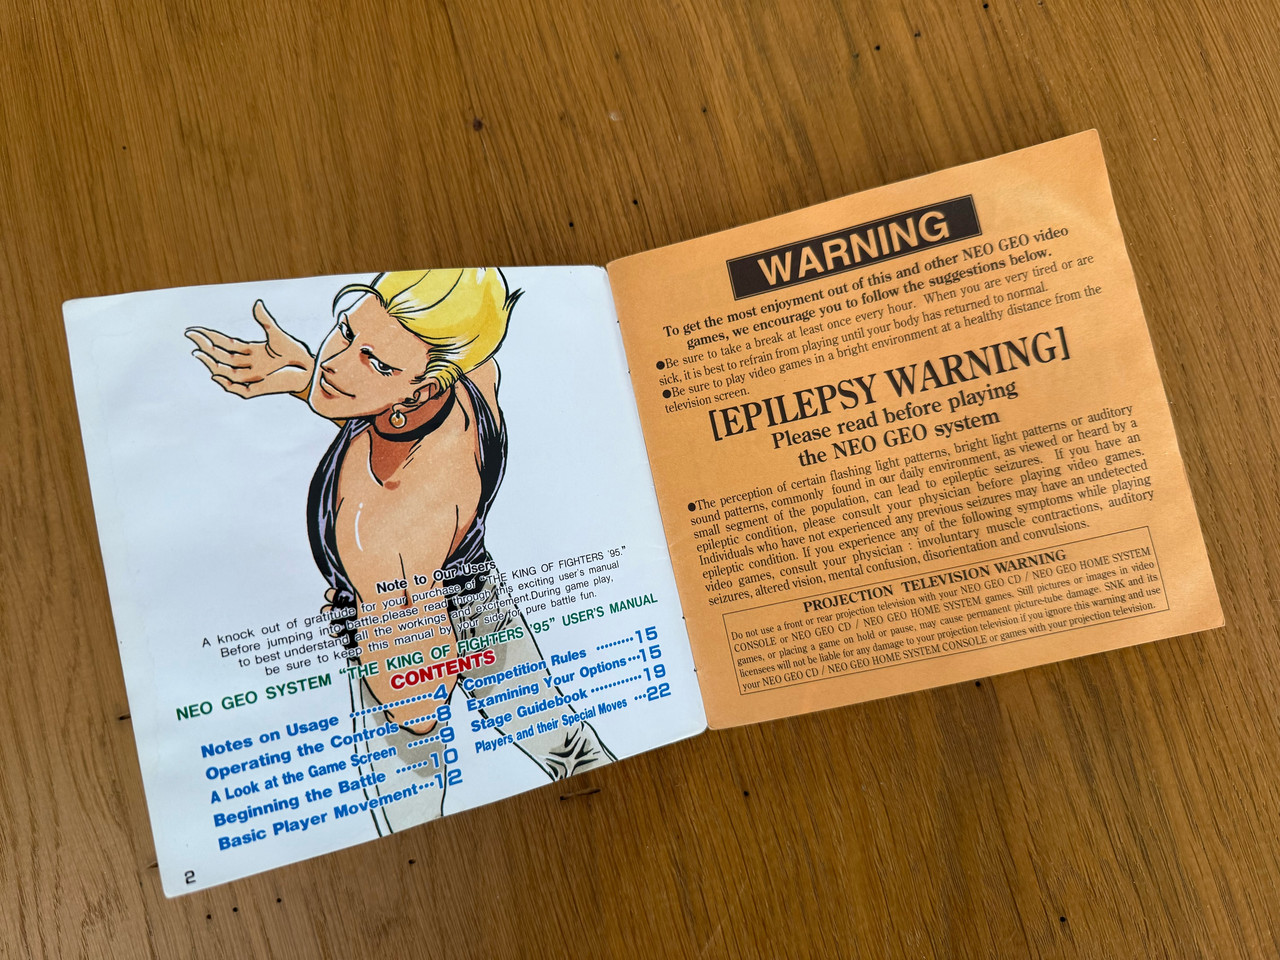 Note to Our Users
A knock out of gratitude for your purchase of "THE KING OF FIGHTERS '95."
Before jumping into battle,please read through this exciting user's manual
to best understand all the workings and excitement.During game play,
be sure to keep this manual by your side for pure battle fun.
NEO GEO SYSTEM "THE KING OF FIGHTERS '95" USER'S MANUAL
CONTENTS
Notes on Usage ················4
Operating the Controls ······8
A Look at the Game Screen ······9
Beginning the Battle ······10
Basic Player Movement···12
Competition Rules ·········15
Examining Your Options···15
Stage Guidebook············19
Players and their Special Moves ···22
2
WARNING
To get the most enjoyment out of this and other NEO GEO video
games, we encourage you to follow the suggestions below.
●Be sure to take a break at least once every hour. When you are very tired or are
sick, it is best to refrain from playing until your body has returned to normal.
●Be sure to play video games in a bright environment at a healthy distance from the
television screen.
[EPILEPSY WARNING]
Please read before playing
the NEO GEO system
●The perception of certain flashing light patterns, bright light patterns or auditory
sound patterns, commonly found in our daily environment, as viewed or heard by a
small segment of the population, can lead to epileptic seizures. If you have an
epileptic condition, please consult your physician before playing video games.
Individuals who have not experienced any previous seizures may have an undetected
epileptic condition. If you experience any of the following symptoms while playing
video games, consult your physician : involuntary muscle contractions, auditory
seizures, altered vision, mental confusion, disorientation and convulsions.
PROJECTION TELEVISION WARNING
Do not use a front or rear projection television with your NEO GEO CD / NEO GEO HOME SYSTEM
CONSOLE or NEO GEO CD / NEO GEO HOME SYSTEM games. Still pictures or images in video
games, or placing a game on hold or pause, may cause permanent picture-tube damage. SNK and its
licensees will not be liable for any damage to your projection television if you ignore this warning and use
your NEO GEO CD / NEO GEO HOME SYSTEM CONSOLE or games with your projection television.